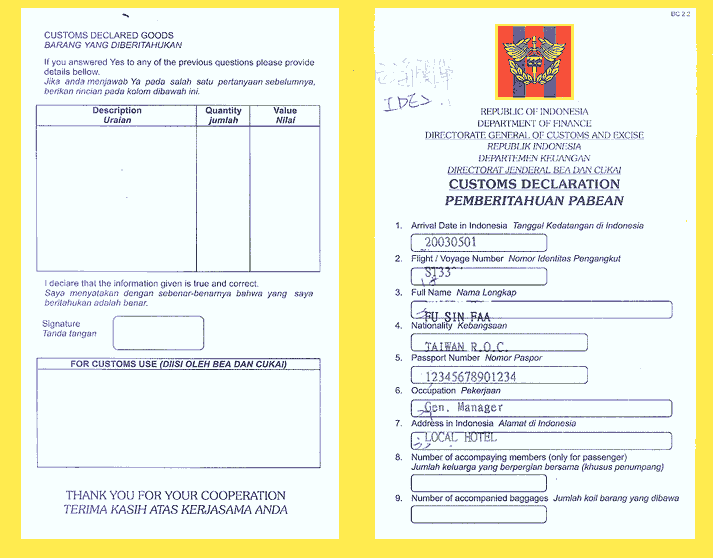 CUSTOMS DECLARED GOODS
BARANG YANG DIBERITAHUKAN
If you answered Yes to any of the previous questions please provide
details bellow.
Jika anda menjawab Ya pada salah satu pertanyaan sebelumnya,
berikan rincian pada kolom dibawah ini.
Description Quantity Value
Uraian jumlah Nilai
I declare that the information given is true and correct.
Saya menyatakan dengan sebenar-benarnya bahwa yang saya
beritahukan adalah benar.
Signature
Tanda tangan
FOR CUSTOMS USE (DIISI OLEH BEA DAN CUKAI)
THANK YOU FOR YOUR COOPERATION
TERIMA KASIH ATAS KERJASAMA ANDA
BC 2.2
REPUBLIC OF INDONESIA
DEPARTMENT OF FINANCE
DIRECTORATE GENERAL OF CUSTOMS AND EXCISE
REPUBLIK INDONESIA
DEPARTEMEN KEUANGAN
DIRECTORAT JENDERAL BEA DAN CUKAI
CUSTOMS DECLARATION
PEMBERITAHUAN PABEAN
1. Arrival Date in Indonesia Tanggal Kedatangan di Indonesia
20030501
2. Flight / Voyage Number Nomor Identitas Pengangkut
3. Full Name Nama Lengkap
FU SIN FAA
4. Nationality Kebangsaan
TAIWAN R.O.C.
5. Passport Number Nomor Paspor
12345678901234
6. Occupation Pekerjaan
Gen. Manager
7. Address in Indonesia Alamat di Indonesia
LOCAL HOTEL
8. Number of accompaying members (only for passenger)
Jumlah keluarga yang berpergian bersama (khusus penumpang)
9. Number of accompanied baggages Jumlah koil barang yang dibawa